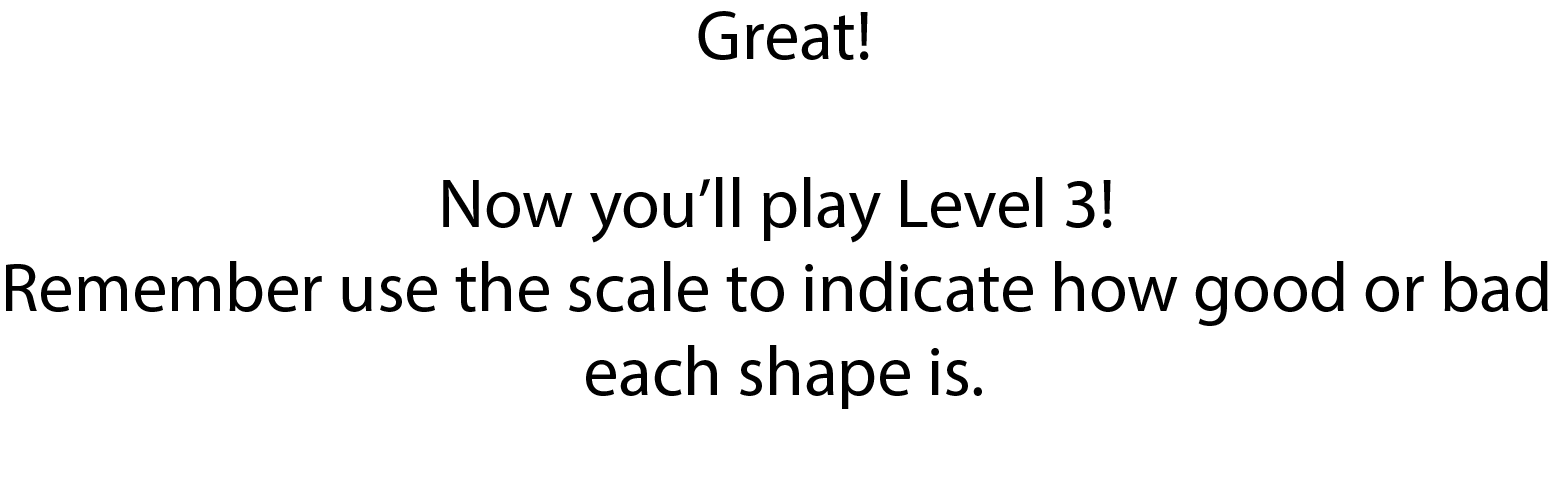 Great!
Now you’ll play Level 3!
Remember use the scale to indicate how good or bad
each shape is.